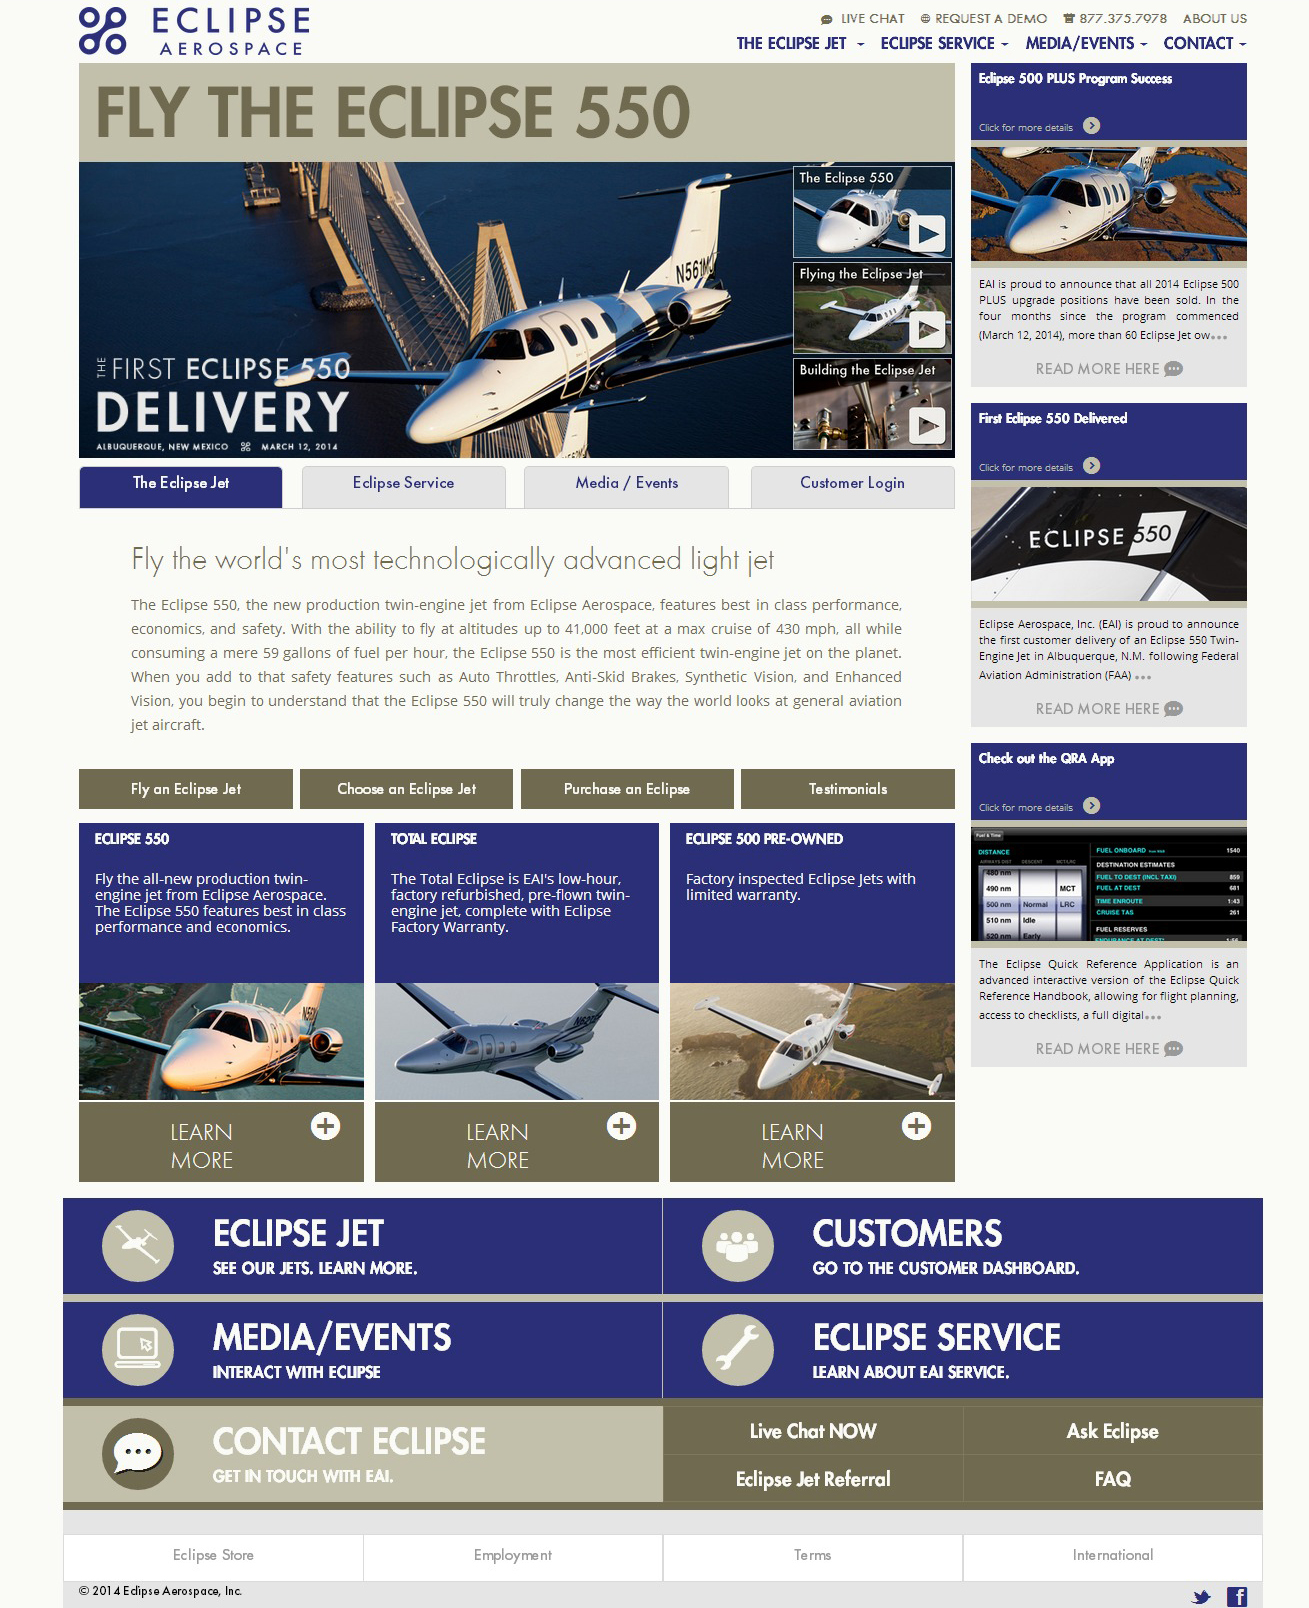 ECLIPSE
AEROSPACE
LIVE CHAT REQUEST A DEMO 877.375.7978 ABOUT US
THE ECLIPSE JET ECLIPSE SERVICE MEDIA/EVENTS CONTACT
FLY THE ECLIPSE 550
N561MJ
The Eclipse 550
Flying the Eclipse Jet
Building the Eclipse Jet
THE FIRST ECLIPSE 550
DELIVERY
ALBUQUERQUE, NEW MEXICO MARCH 12, 2014
The Eclipse Jet
Eclipse Service
Media / Events
Customer Login
Fly the world's most technologically advanced light jet
The Eclipse 550, the new production twin-engine jet from Eclipse Aerospace, features best in class performance,
economics, and safety. With the ability to fly at altitudes up to 41,000 feet at a max cruise of 430 mph, all while
consuming a mere 59 gallons of fuel per hour, the Eclipse 550 is the most efficient twin-engine jet on the planet.
When you add to that safety features such as Auto Throttles, Anti-Skid Brakes, Synthetic Vision, and Enhanced
Vision, you begin to understand that the Eclipse 550 will truly change the way the world looks at general aviation
jet aircraft.
Fly an Eclipse Jet
Choose an Eclipse Jet
Purchase an Eclipse
Testimonials
ECLIPSE 550
Fly the all-new production twin-
engine jet from Eclipse Aerospace.
The Eclipse 550 features best in class
performance and economics.
LEARN
MORE
TOTAL ECLIPSE
The Total Eclipse is EAI's low-hour,
factory refurbished, pre-flown twin-
engine jet, complete with Eclipse
Factory Warranty.
LEARN
MORE
ECLIPSE 500 PRE-OWNED
Factory inspected Eclipse Jets with
limited warranty.
LEARN
MORE
Eclipse 500 PLUS Program Success
Click for more details
EAI is proud to announce that all 2014 Eclipse 500
PLUS upgrade positions have been sold. In the
four months since the program commenced
(March 12, 2014), more than 60 Eclipse Jet ow...
READ MORE HERE
First Eclipse 550 Delivered
Click for more details
ECLIPSE 550
Eclipse Aerospace, Inc. (EAI) is proud to announce
the first customer delivery of an Eclipse 550 Twin-
Engine Jet in Albuquerque, N.M. following Federal
Aviation Administration (FAA) ...
READ MORE HERE
Check out the QRA App
Click for more details
Fuel & Time
DISTANCE
AIRWAYS DIST DESCENT MCT/LRC
480 nm
490 nm MCT
500 nm Normal LRC
510 nm Idle
520 nm Early
FUEL ONBOARD 1540
DESTINATION ESTIMATES
FUEL TO DEST (INCL TAXI) 859
FUEL AT DEST 681
TIME ENROUTE 1:43
CRUISE TAS 261
FUEL RESERVES
ENDURANCE AT DEST* 1:56
The Eclipse Quick Reference Application is an
advanced interactive version of the Eclipse Quick
Reference Handbook, allowing for flight planning,
access to checklists, a full digital...
READ MORE HERE
ECLIPSE JET
SEE OUR JETS. LEARN MORE.
CUSTOMERS
GO TO THE CUSTOMER DASHBOARD.
MEDIA/EVENTS
INTERACT WITH ECLIPSE
ECLIPSE SERVICE
LEARN ABOUT EAI SERVICE.
CONTACT ECLIPSE
GET IN TOUCH WITH EAI.
Live Chat NOW
Ask Eclipse
Eclipse Jet Referral
FAQ
Eclipse Store
Employment
Terms
International
© 2014 Eclipse Aerospace, Inc.